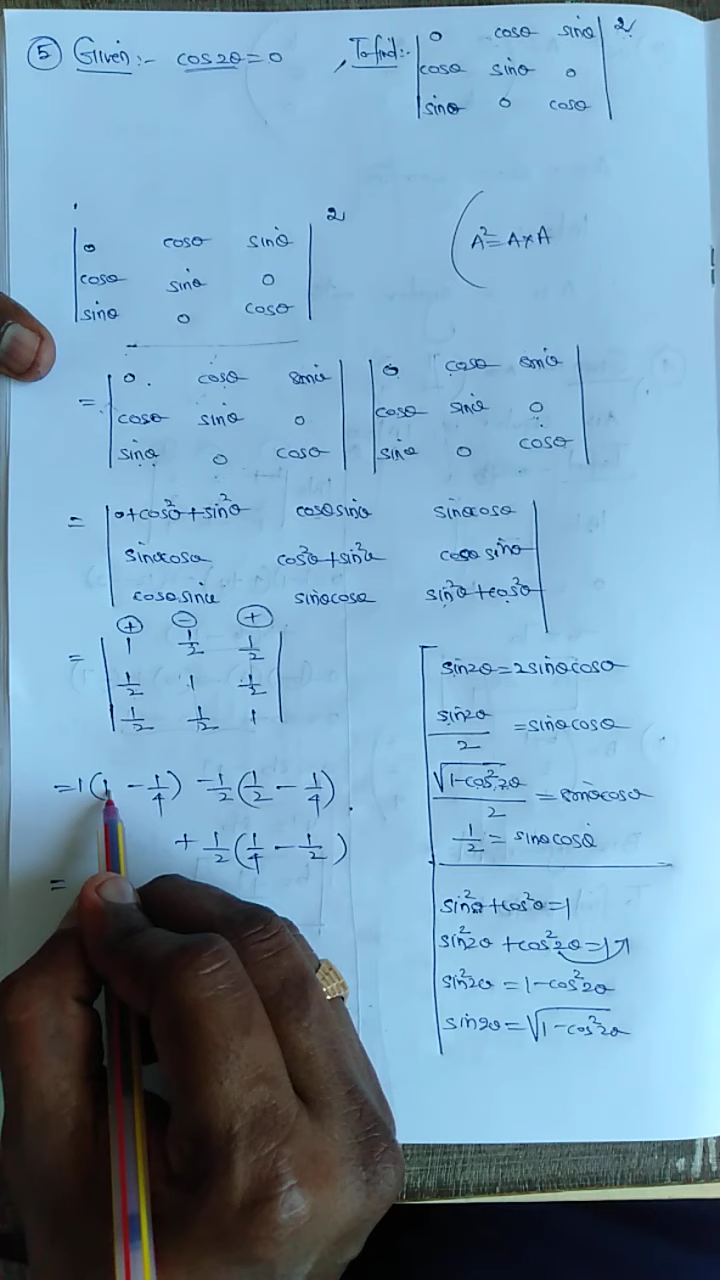 ⑤ Given:- cos2θ=0 , To find:- | 0 cosθ sinθ |²
| cosθ sinθ 0 |
| sinθ 0 cosθ |
| 0 cosθ sinθ |² ( A²=A×A
| cosθ sinθ 0 |
| sinθ 0 cosθ |
= | 0 cosθ sinθ | | 0 cosθ sinθ |
| cosθ sinθ 0 | | cosθ sinθ 0 |
| sinθ 0 cosθ | | sinθ 0 cosθ |
= | 0+cos²θ+sin²θ cosθsinθ sinθcosθ |
| sinθcosθ cos²θ+sin²θ cosθsinθ |
| cosθsinθ sinθcosθ sin²θ+cos²θ |
⊕ ⊖ ⊕
= | 1 1/2 1/2 |
| 1/2 1 1/2 |
| 1/2 1/2 1 |
=1(1-1/4) -1/2(1/2-1/4)
+1/2(1/4-1/2)
=
sin2θ=2sinθcosθ
sin2θ/2 =sinθcosθ
√1-cos²2θ/2 =sinθcosθ
1/2 = sinθcosθ
sin²θ+cos²θ=1
sin²2θ+cos²2θ=1
sin²2θ=1-cos²2θ
sin2θ=√1-cos²2θ